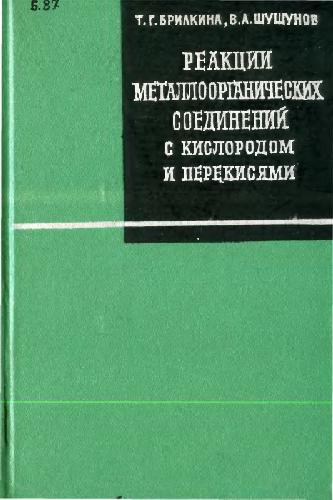 Б.87
Т. Г. БРИЛКИНА, В. А. ШУШУНОВ
РЕАКЦИИ
МЕТАЛЛООРГАНИЧЕСКИХ
СОЕДИНЕНИЙ
С КИСЛОРОДОМ
И ПЕРЕКИСЯМИ